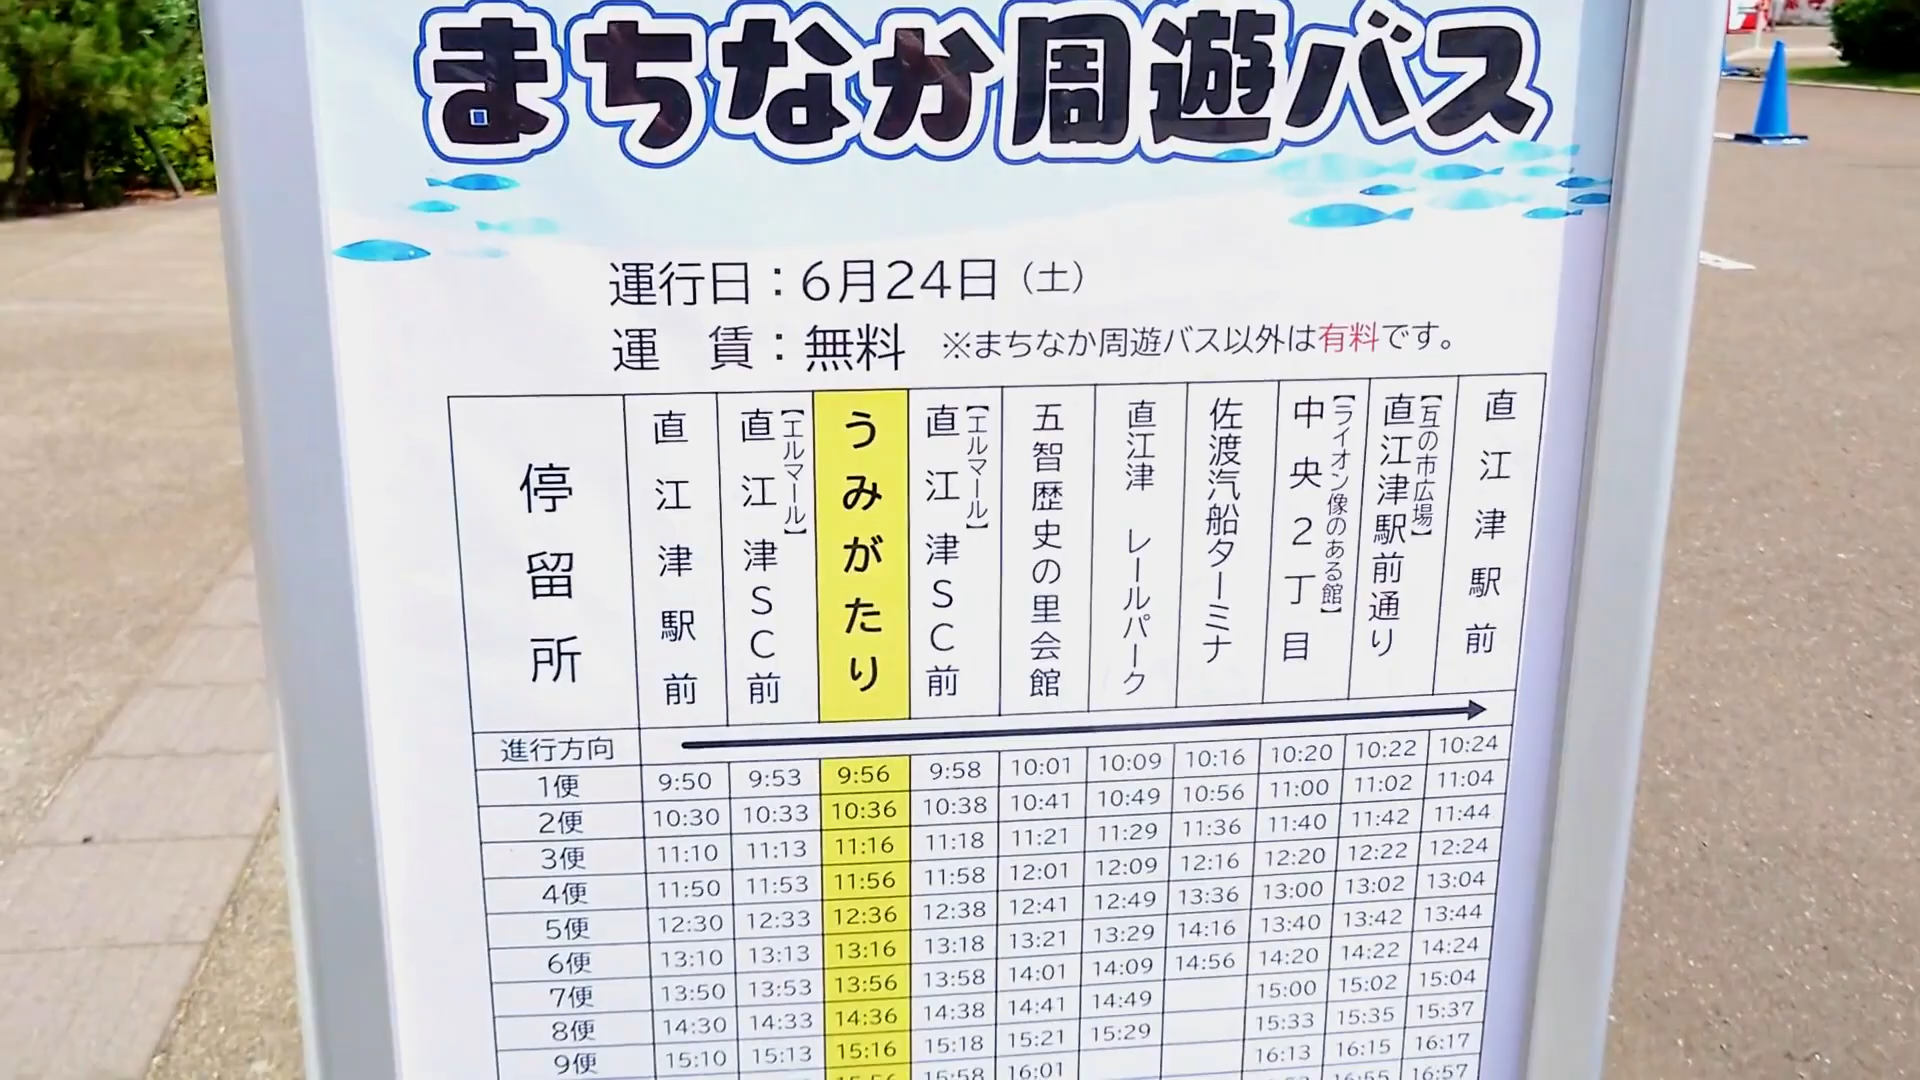 まちなか周遊バス
運行日：6月24日（土）
運　賃：無料　※まちなか周遊バス以外は有料です。
停留所
直江津駅前
直江津SC前【エルマール】
うみがたり
直江津SC前【エルマール】
五智歴史の里会館
直江津　レールパーク
佐渡汽船ターミナ
中央2丁目【ライオン像のある館】
直江津駅前通り【互の市広場】
直江津駅前
進行方向
1便 9:50 9:53 9:56 9:58 10:01 10:09 10:16 10:20 10:22 10:24
2便 10:30 10:33 10:36 10:38 10:41 10:49 10:56 11:00 11:02 11:04
3便 11:10 11:13 11:16 11:18 11:21 11:29 11:36 11:40 11:42 11:44
4便 11:50 11:53 11:56 11:58 12:01 12:09 12:16 12:20 12:22 12:24
5便 12:30 12:33 12:36 12:38 12:41 12:49 13:36 13:00 13:02 13:04
6便 13:10 13:13 13:16 13:18 13:21 13:29 14:16 13:40 13:42 13:44
7便 13:50 13:53 13:56 13:58 14:01 14:09 14:56 14:20 14:22 14:24
8便 14:30 14:33 14:36 14:38 14:41 14:49 15:00 15:02 15:04
9便 15:10 15:13 15:16 15:18 15:21 15:29 15:33 15:35 15:37
15:58 16:01 16:13 16:15 16:17
16:55 16:57